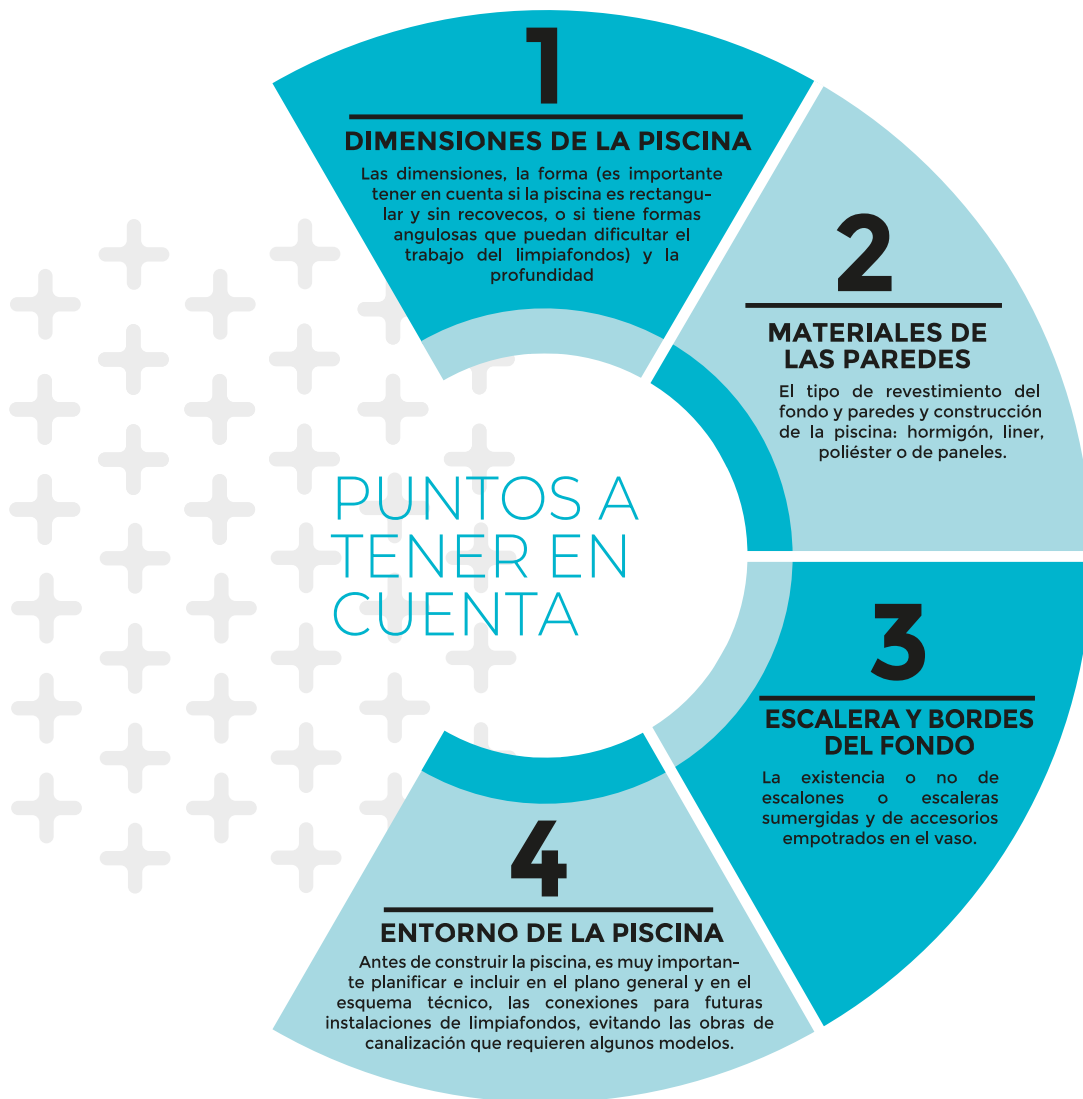 1
DIMENSIONES DE LA PISCINA
Las dimensiones, la forma (es importante
tener en cuenta si la piscina es rectangu-
lar y sin recovecos, o si tiene formas
angulosas que puedan dificultar el
trabajo del limpiafondos) y la
profundidad
2
MATERIALES DE
LAS PAREDES
El tipo de revestimiento del
fondo y paredes y construcción
de la piscina: hormigón, liner,
poliéster o de paneles.
PUNTOS A
TENER EN
CUENTA
3
ESCALERA Y BORDES
DEL FONDO
La existencia o no de
escalones o escaleras
sumergidas y de accesorios
empotrados en el vaso.
4
ENTORNO DE LA PISCINA
Antes de construir la piscina, es muy importan-
te planificar e incluir en el plano general y en el
esquema técnico, las conexiones para futuras
instalaciones de limpiafondos, evitando las obras de
canalización que requieren algunos modelos.